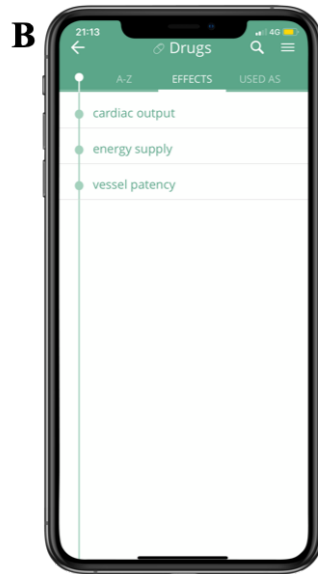 B
21:13
4G
Drugs
A-Z EFFECTS USED AS
cardiac output
energy supply
vessel patency